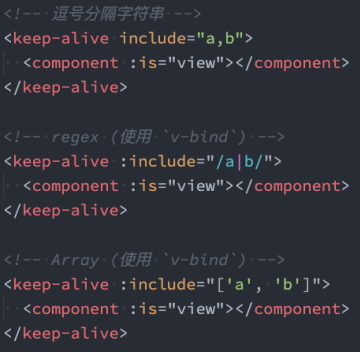 <!-- 逗号分隔字符串 -->
<keep-alive include="a,b">
  <component :is="view"></component>
</keep-alive>

<!-- regex (使用 `v-bind`) -->
<keep-alive :include="/a|b/">
  <component :is="view"></component>
</keep-alive>

<!-- Array (使用 `v-bind`) -->
<keep-alive :include="['a', 'b']">
  <component :is="view"></component>
</keep-alive>